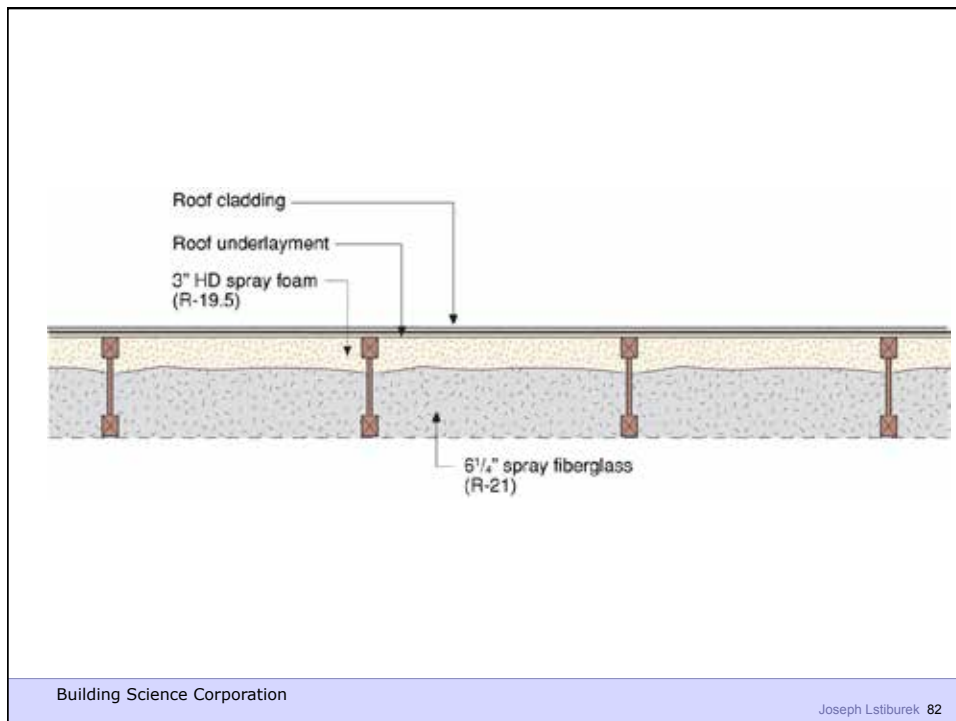 Roof cladding
Roof underlayment
3" HD spray foam
(R-19.5)
6¼" spray fiberglass
(R-21)
Building Science Corporation
Joseph Lstiburek 82